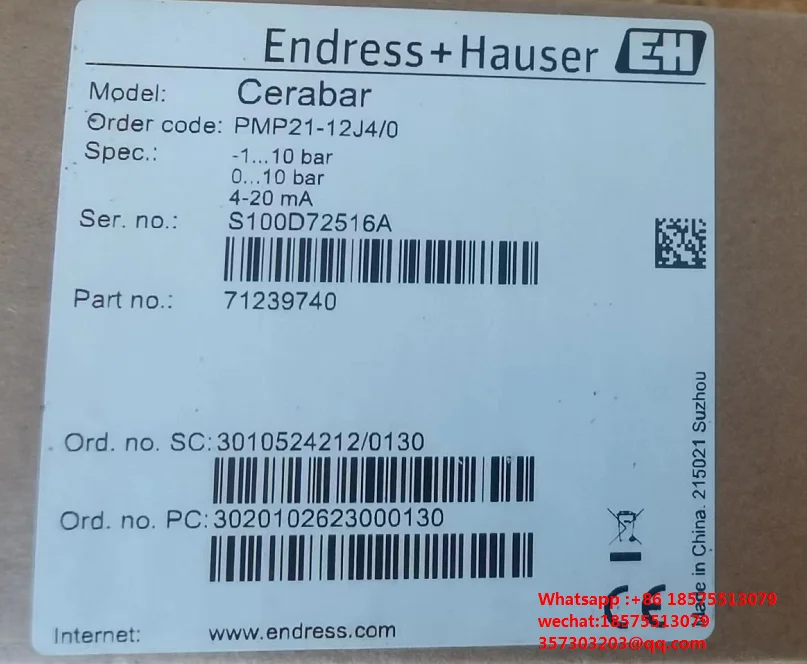 Endress+Hauser EH
Model: Cerabar
Order code: PMP21-12J4/0
Spec.: -1...10 bar
0...10 bar
4-20 mA
Ser. no.: S100D72516A
Part no.: 71239740
Ord. no. SC: 3010524212/0130
Ord. no. PC: 3020102623000130
Internet: www.endress.com
Made in China. 215021 Suzhou
CE
Whatsapp :+86 18575513079
wechat:18575513079
357303203@qq.com